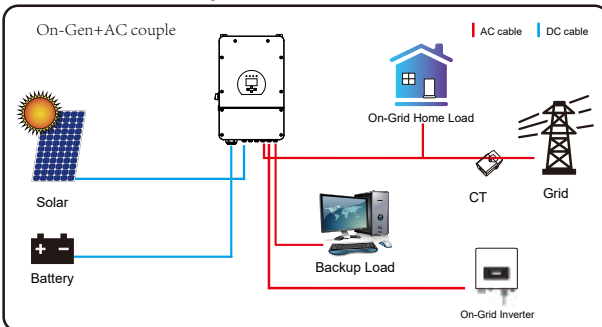 On-Gen+AC couple
AC cable
DC cable
On-Grid Home Load
Solar
CT
Grid
Battery
Backup Load
On-Grid Inverter